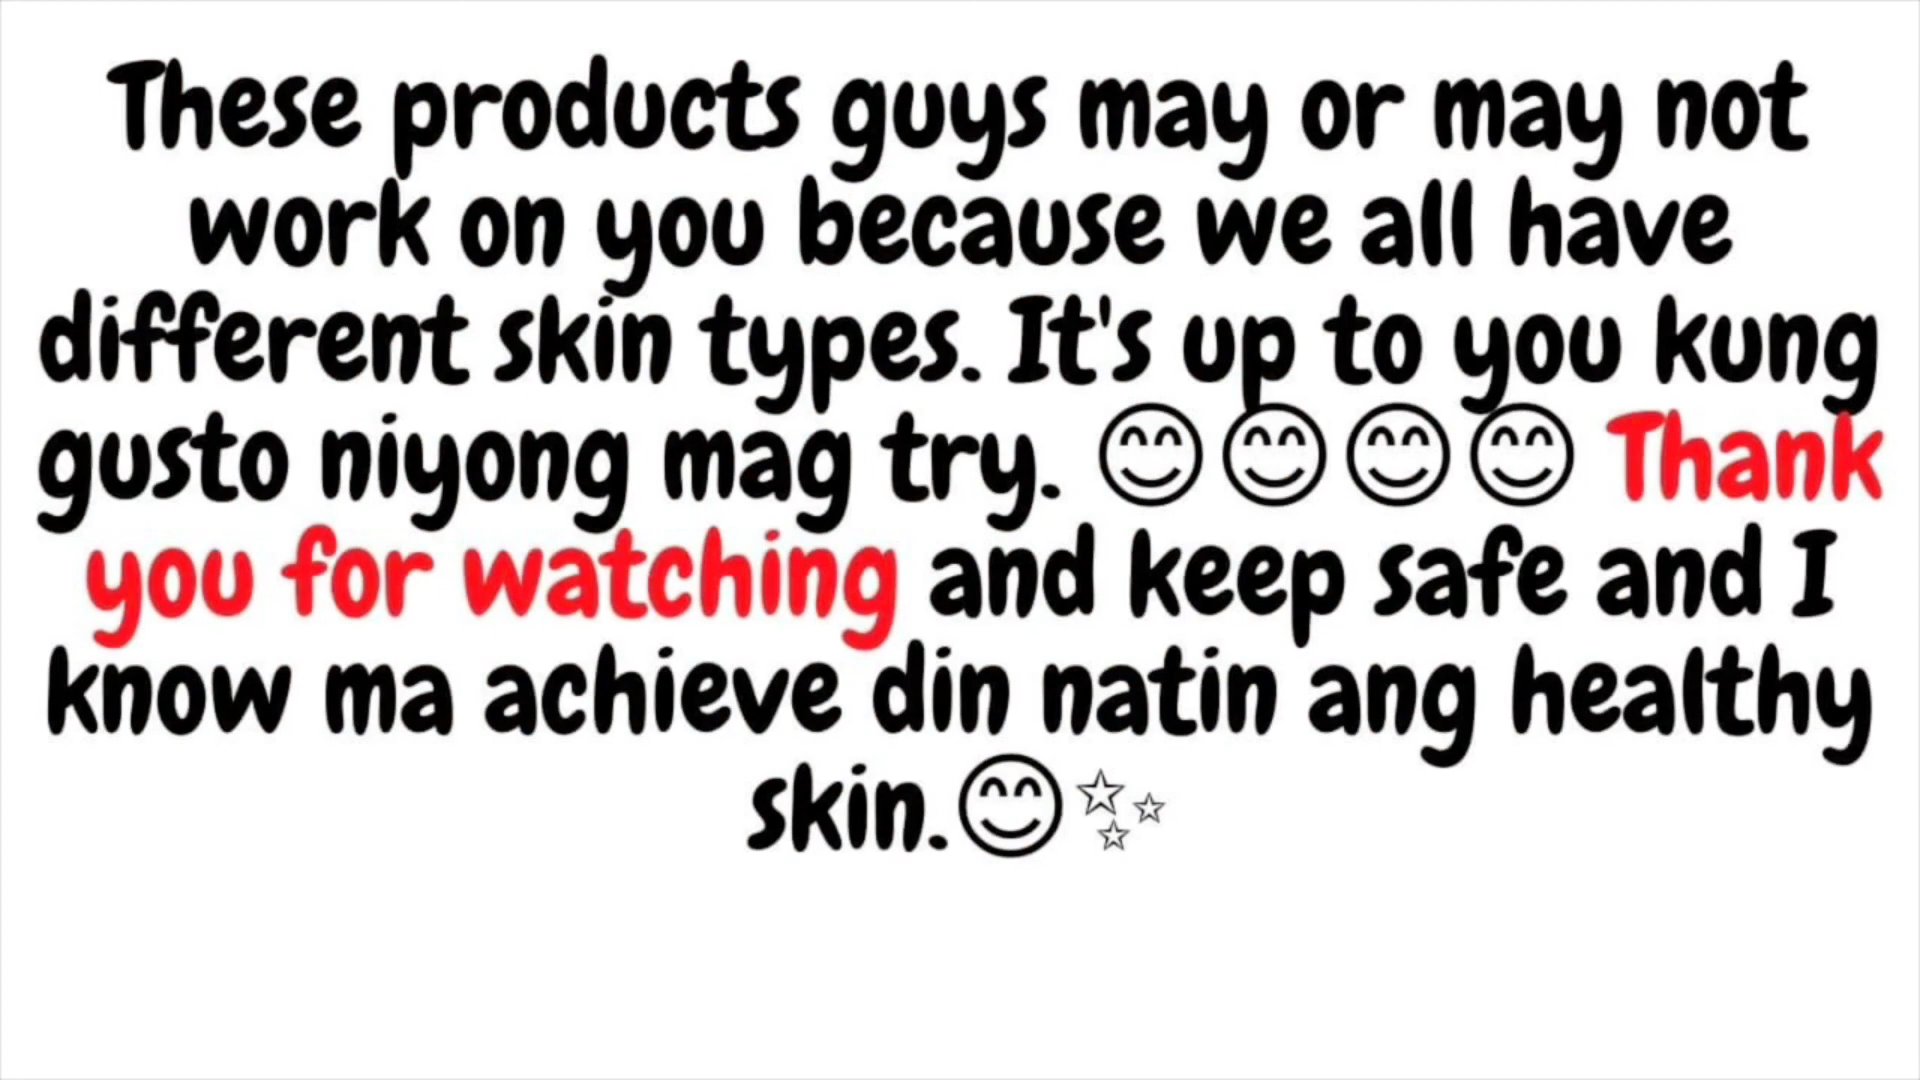 These products guys may or may not
work on you because we all have
different skin types. It's up to you kung
gusto niyong mag try. 😊😊😊😊 Thank
you for watching and keep safe and I
know ma achieve din natin ang healthy
skin.😊✨